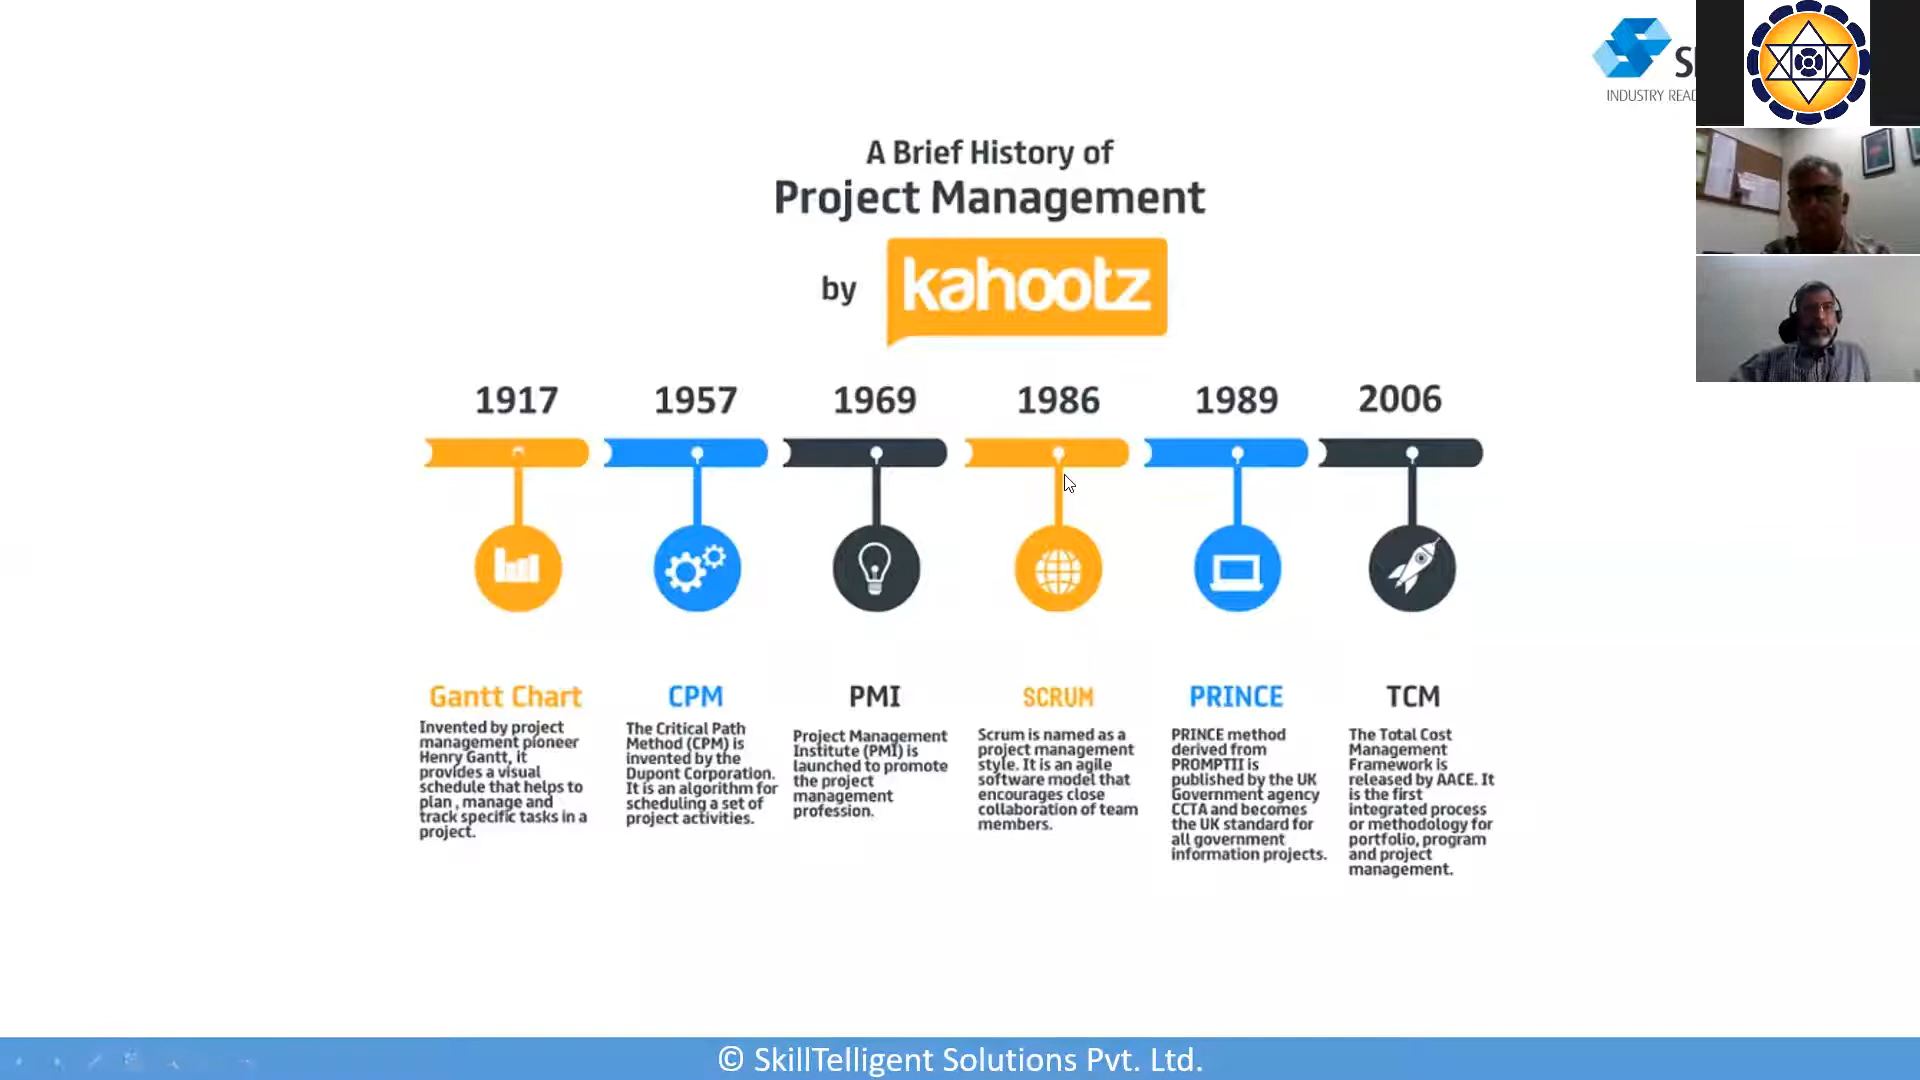 INDUSTRY
A Brief History of
Project Management
by kahootz
1917 1957 1969 1986 1989 2006
Gantt Chart
Invented by project
management pioneer
Henry Gantt, it
provides a visual
schedule that helps to
plan , manage and
track specific tasks in a
project.
CPM
The Critical Path
Method (CPM) is
invented by the
Dupont Corporation.
It is an algorithm for
scheduling a set of
project activities.
PMI
Project Management
Institute (PMI) is
launched to promote
the project
management
profession.
SCRUM
Scrum is named as a
project management
style. It is an agile
software model that
encourages close
collaboration of team
members.
PRINCE
PRINCE method
derived from
PROMPTII is
published by the UK
Government agency
CCTA and becomes
the UK standard for
all government
information projects.
TCM
The Total Cost
Management
Framework is
released by AACE. It
is the first
integrated process
or methodology for
portfolio, program
and project
management.
© SkillTelligent Solutions Pvt. Ltd.